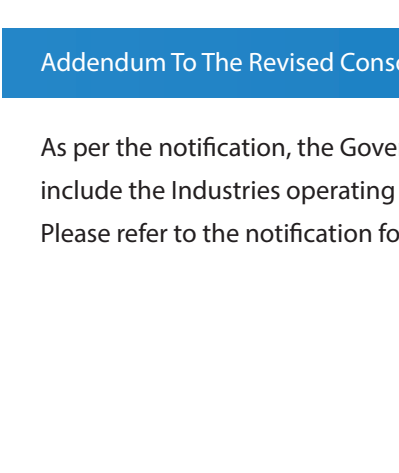 Addendum To The Revised Conso
As per the notification, the Gove
include the Industries operating
Please refer to the notification fo